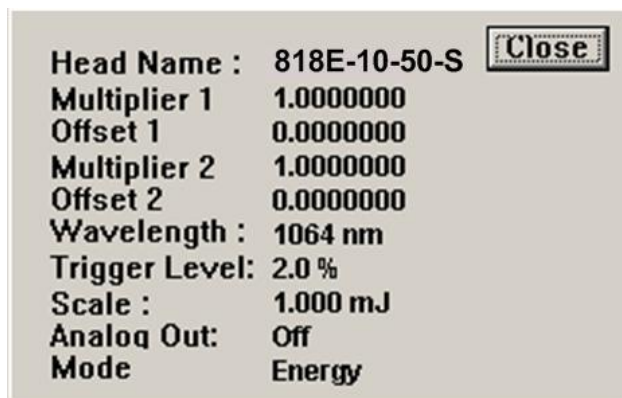 Head Name : 818E-10-50-S Close
Multiplier 1 1.0000000
Offset 1 0.0000000
Multiplier 2 1.0000000
Offset 2 0.0000000
Wavelength : 1064 nm
Trigger Level: 2.0 %
Scale : 1.000 mJ
Analog Out: Off
Mode Energy